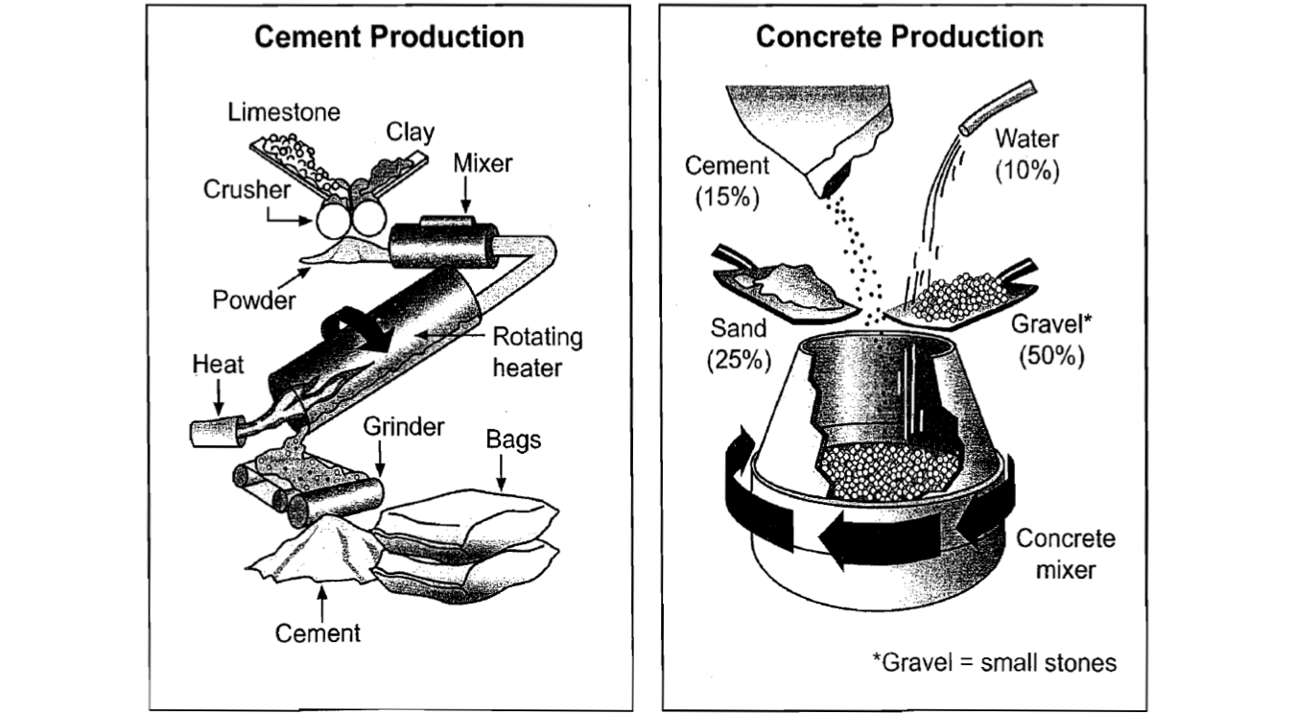 Cement Production
Limestone
Clay
Crusher
Mixer
Powder
Rotating
heater
Heat
Grinder
Bags
Cement
Concrete Production
Cement
(15%)
Water
(10%)
Sand
(25%)
Gravel*
(50%)
Concrete
mixer
*Gravel = small stones